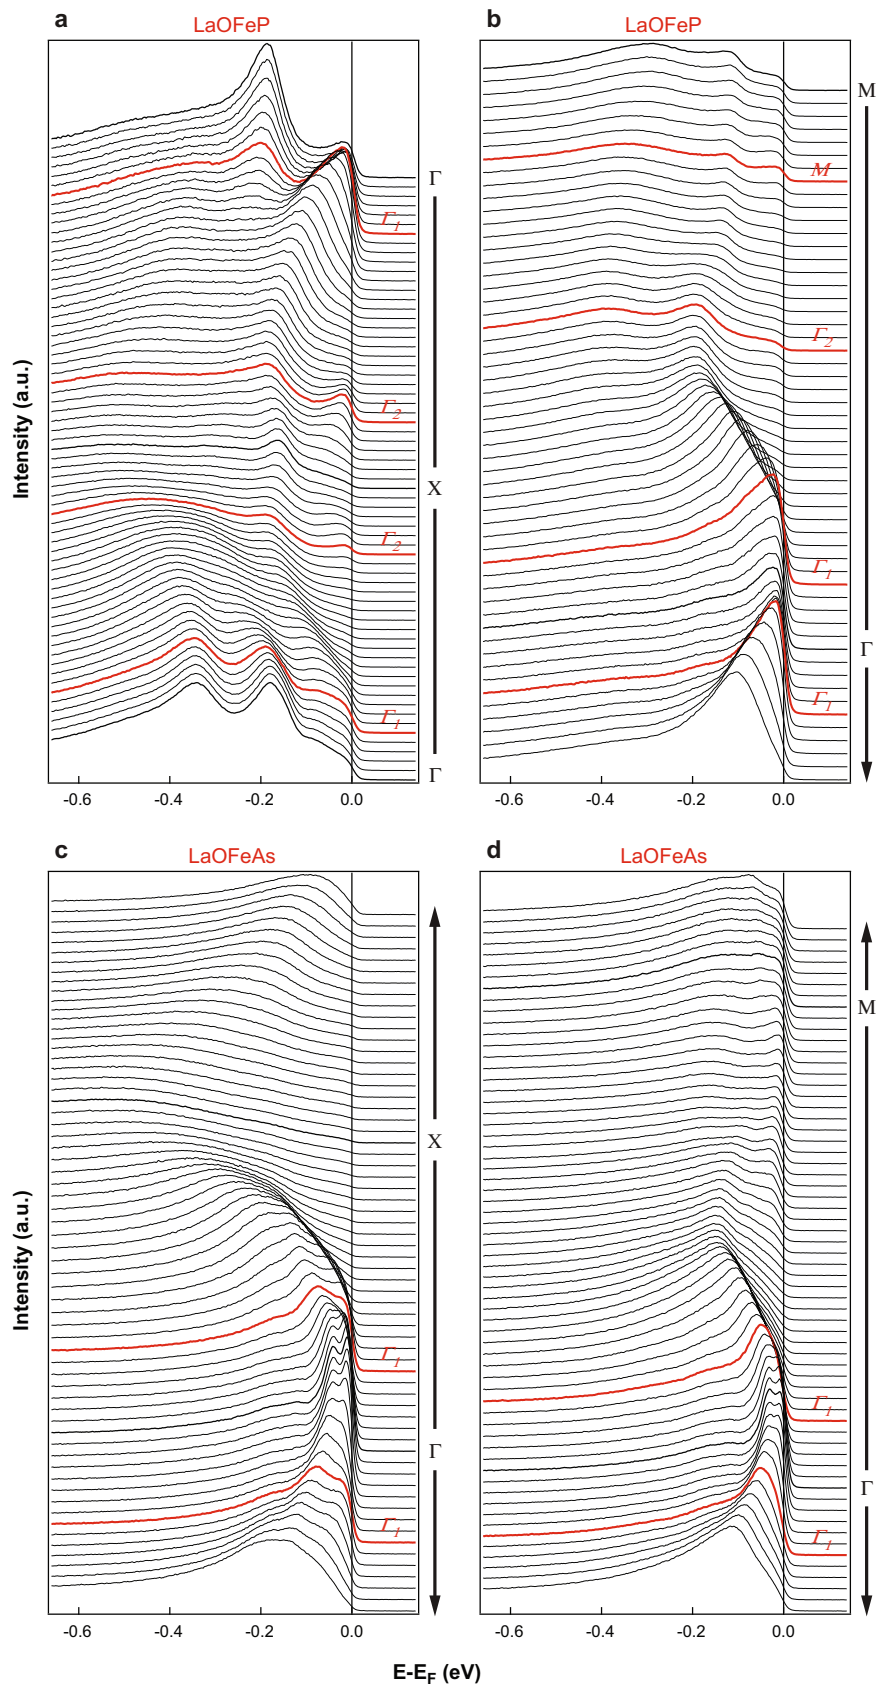 a
LaOFeP
Γ
Γ1
Γ2
X
Γ2
Γ1
Γ
-0.6 -0.4 -0.2 0.0
b
LaOFeP
M
M
Γ2
Γ1
Γ
Γ1
-0.6 -0.4 -0.2 0.0
Intensity (a.u.)
c
LaOFeAs
X
Γ1
Γ
Γ1
-0.6 -0.4 -0.2 0.0
d
LaOFeAs
M
Γ1
Γ
Γ1
-0.6 -0.4 -0.2 0.0
Intensity (a.u.)
E-EF (eV)